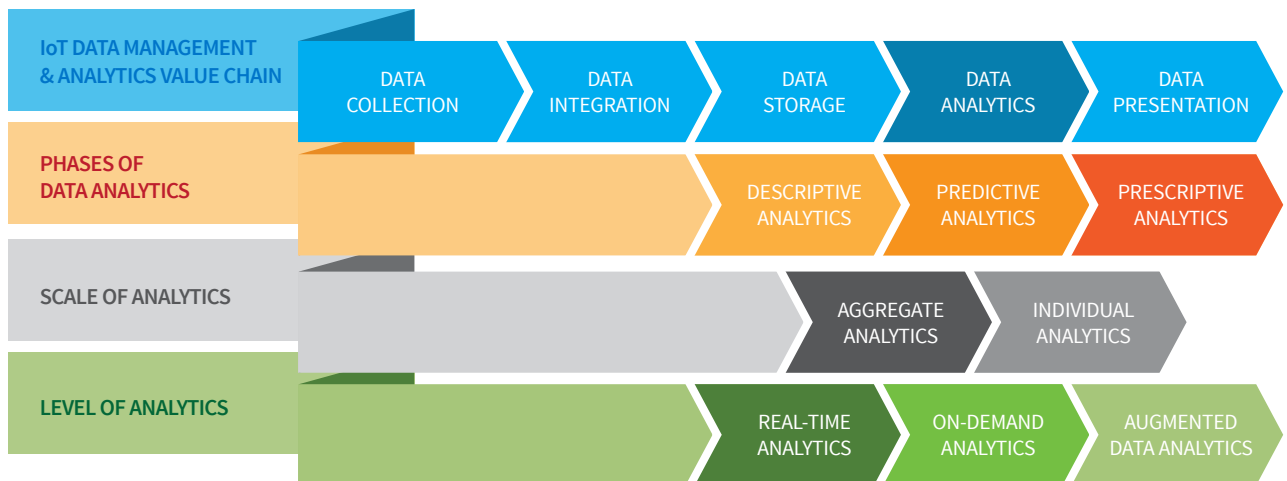 IoT DATA MANAGEMENT
& ANALYTICS VALUE CHAIN
DATA
COLLECTION
DATA
INTEGRATION
DATA
STORAGE
DATA
ANALYTICS
DATA
PRESENTATION
PHASES OF
DATA ANALYTICS
DESCRIPTIVE
ANALYTICS
PREDICTIVE
ANALYTICS
PRESCRIPTIVE
ANALYTICS
SCALE OF ANALYTICS
AGGREGATE
ANALYTICS
INDIVIDUAL
ANALYTICS
LEVEL OF ANALYTICS
REAL-TIME
ANALYTICS
ON-DEMAND
ANALYTICS
AUGMENTED
DATA ANALYTICS